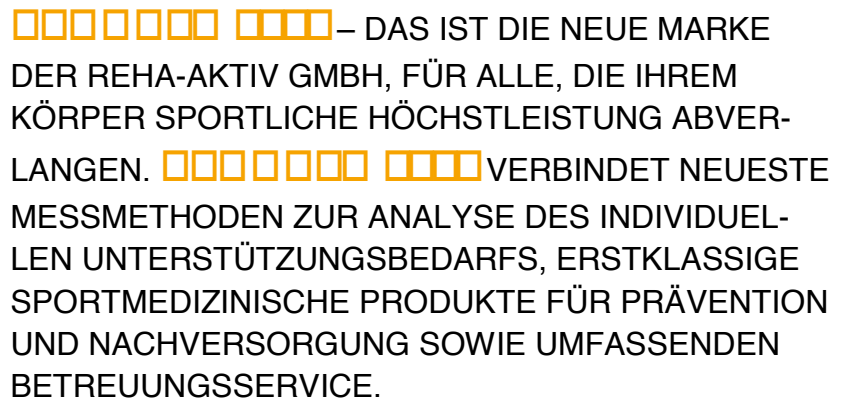 – DAS IST DIE NEUE MARKE
DER REHA-AKTIV GMBH, FÜR ALLE, DIE IHREM
KÖRPER SPORTLICHE HÖCHSTLEISTUNG ABVER-
LANGEN. VERBINDET NEUESTE
MESSMETHODEN ZUR ANALYSE DES INDIVIDUEL-
LEN UNTERSTÜTZUNGSBEDARFS, ERSTKLASSIGE
SPORTMEDIZINISCHE PRODUKTE FÜR PRÄVENTION
UND NACHVERSORGUNG SOWIE UMFASSENDEN
BETREUUNGSSERVICE.